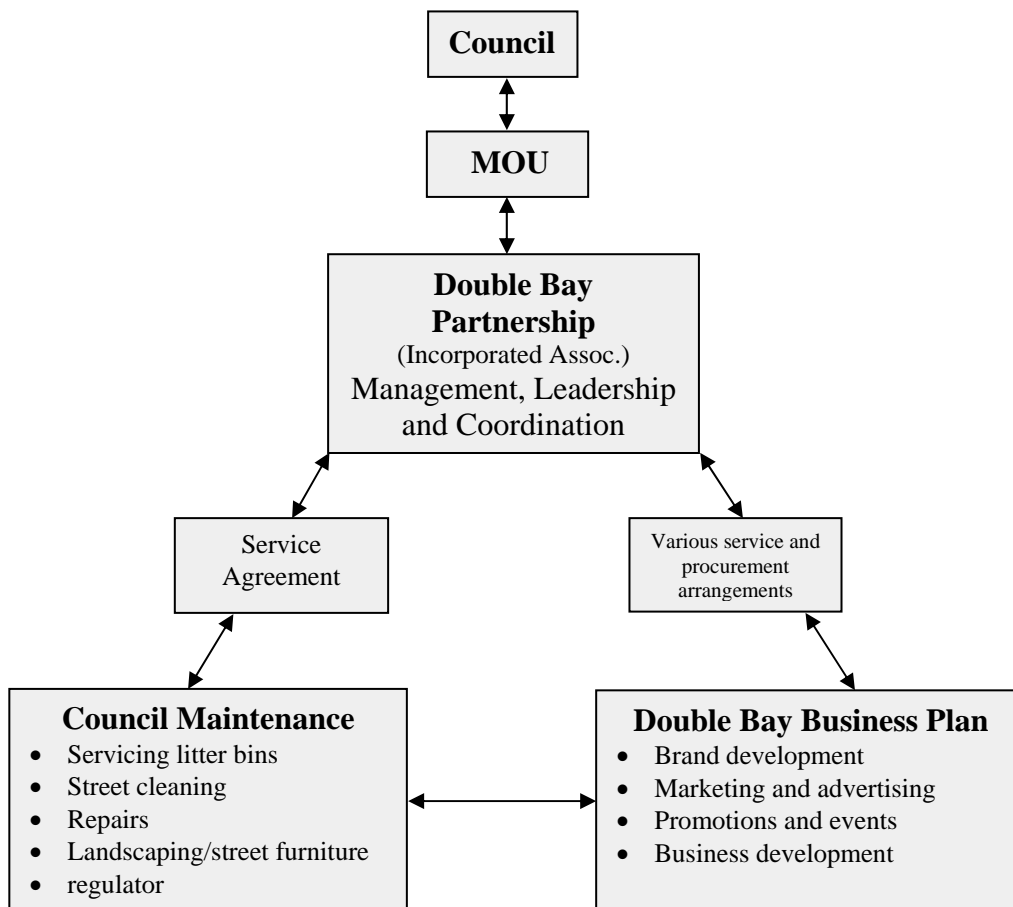 Council
MOU
Double Bay
Partnership
(Incorporated Assoc.)
Management, Leadership
and Coordination
Service
Agreement
Various service and
procurement
arrangements
Council Maintenance
• Servicing litter bins
• Street cleaning
• Repairs
• Landscaping/street furniture
• regulator
Double Bay Business Plan
• Brand development
• Marketing and advertising
• Promotions and events
• Business development